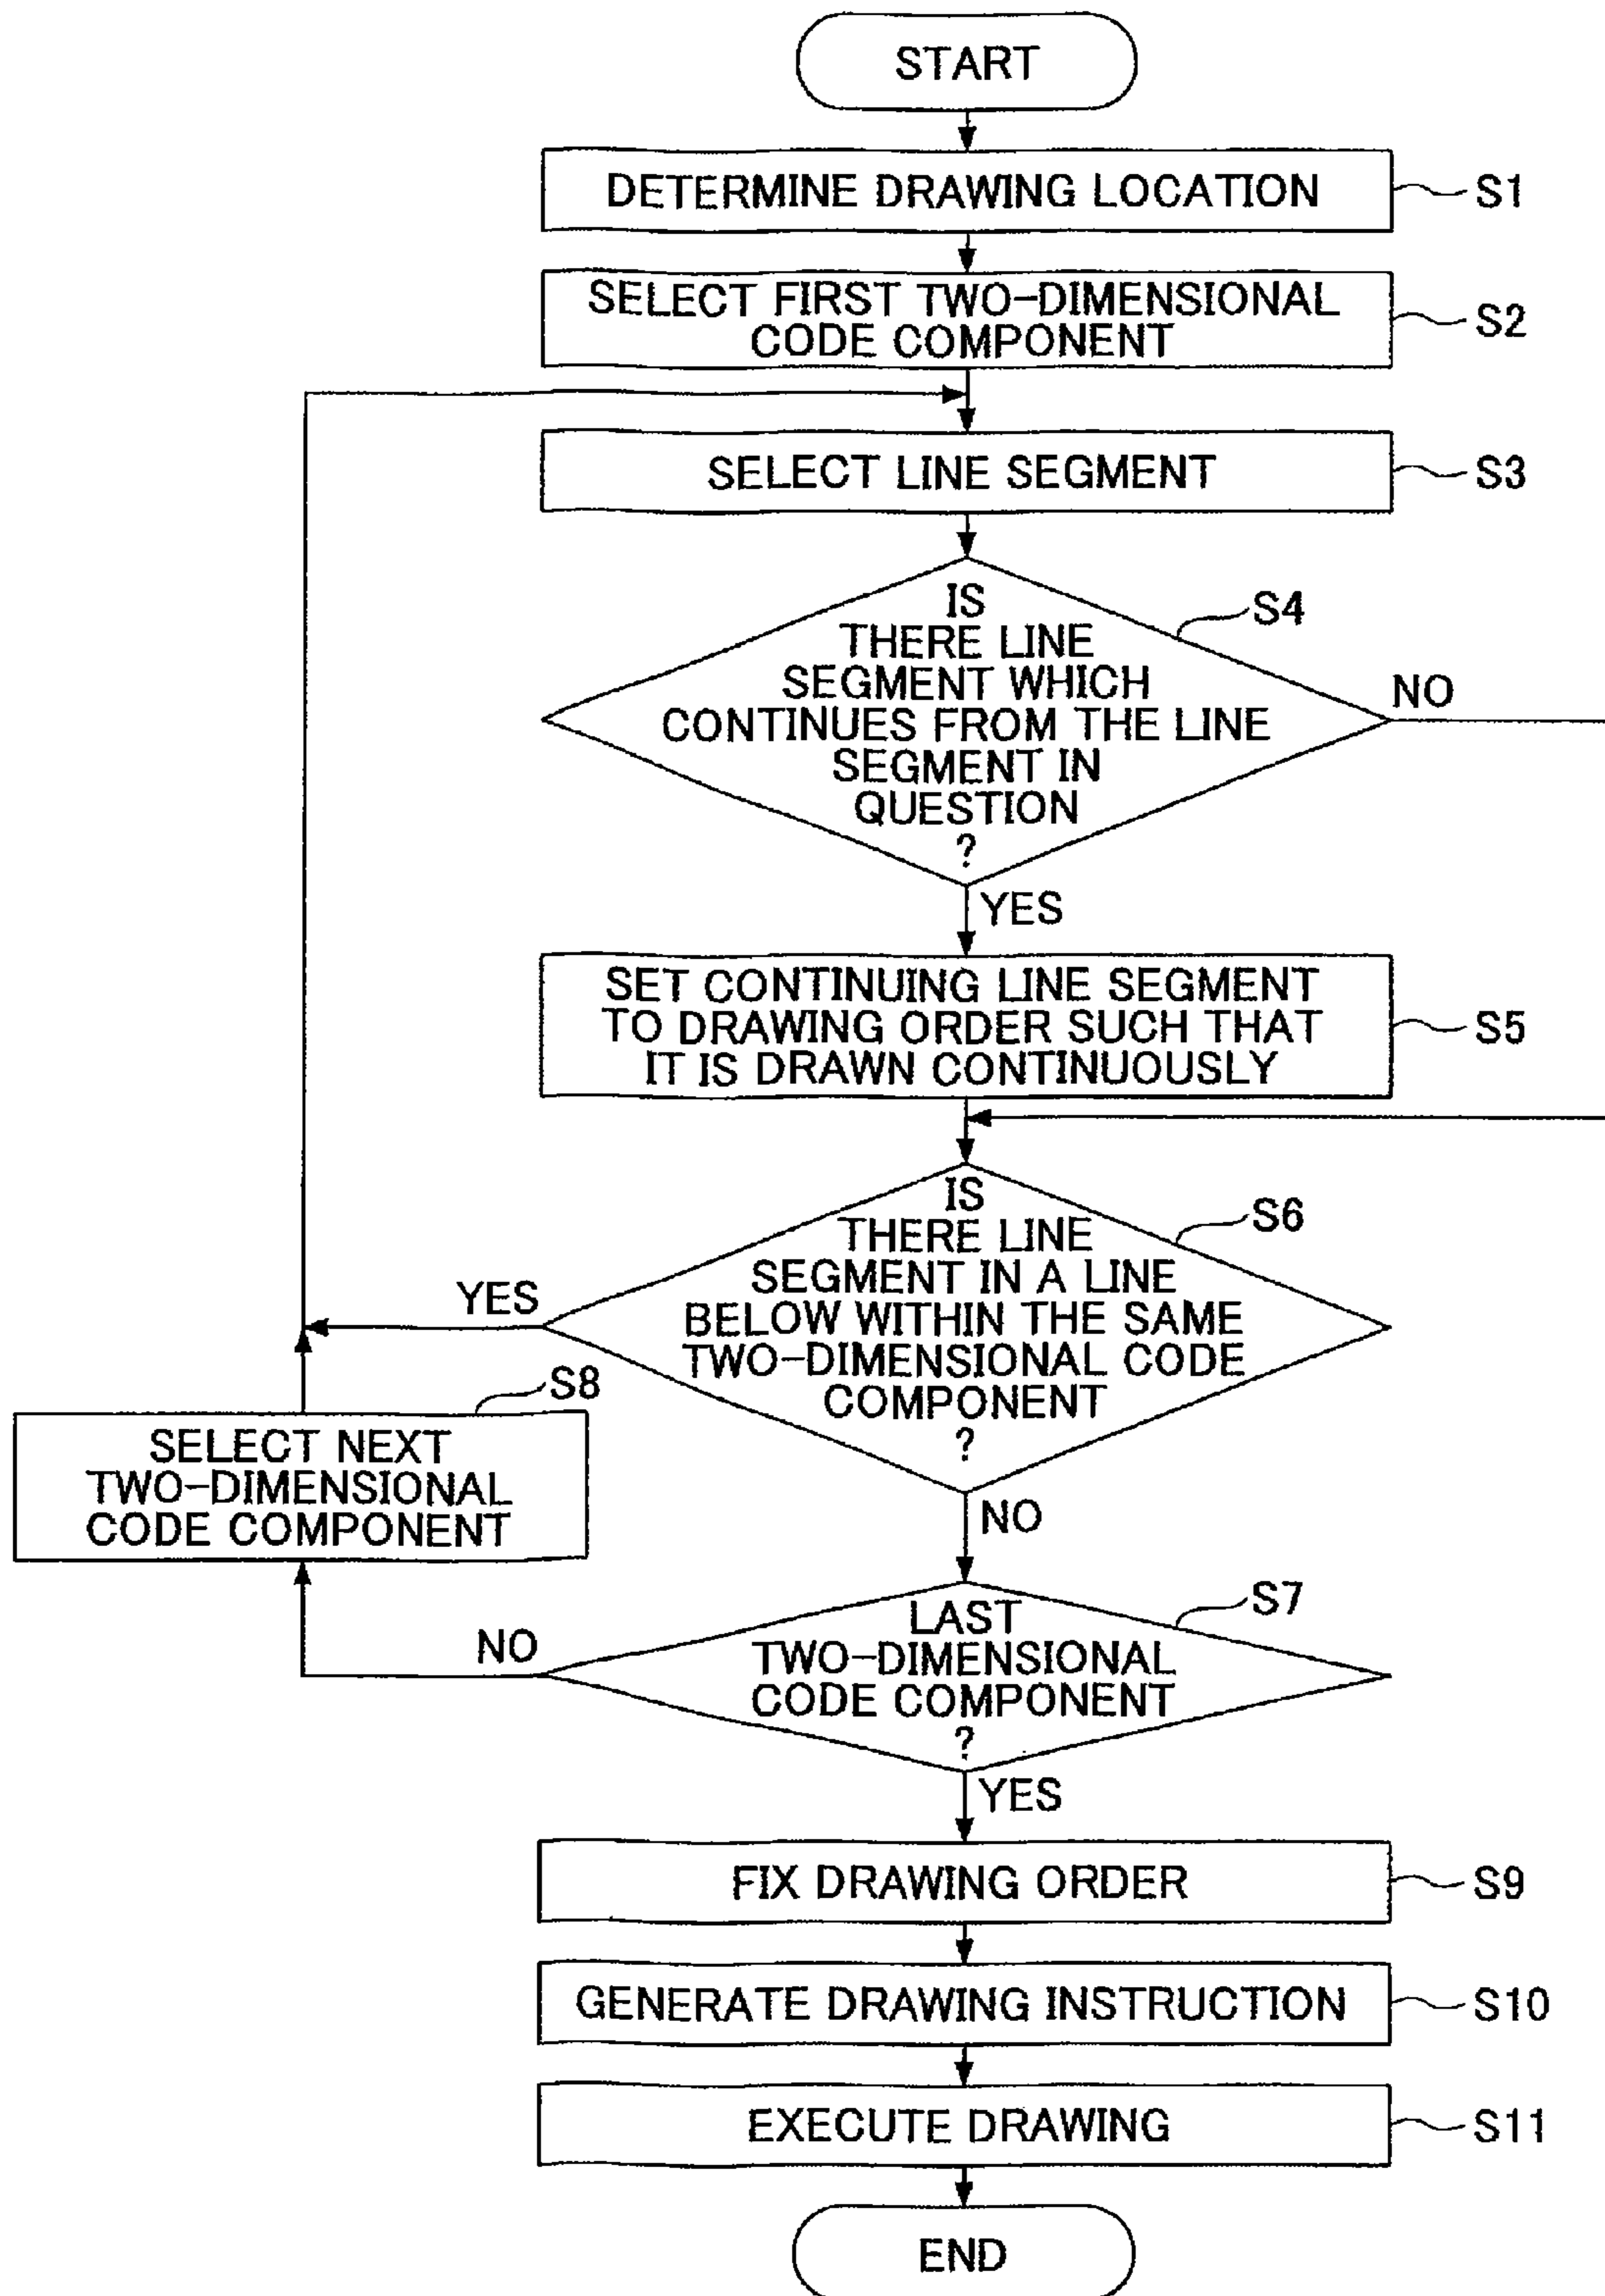 START
DETERMINE DRAWING LOCATION
S1
SELECT FIRST TWO-DIMENSIONAL
CODE COMPONENT
S2
SELECT LINE SEGMENT
S3
IS
THERE LINE
SEGMENT WHICH
CONTINUES FROM THE LINE
SEGMENT IN
QUESTION
?
S4
NO
YES
SET CONTINUING LINE SEGMENT
TO DRAWING ORDER SUCH THAT
IT IS DRAWN CONTINUOUSLY
S5
IS
THERE LINE
SEGMENT IN A LINE
BELOW WITHIN THE SAME
TWO-DIMENSIONAL CODE
COMPONENT
?
S6
YES
NO
S8
SELECT NEXT
TWO-DIMENSIONAL
CODE COMPONENT
LAST
TWO-DIMENSIONAL
CODE COMPONENT
?
S7
NO
YES
FIX DRAWING ORDER
S9
GENERATE DRAWING INSTRUCTION
S10
EXECUTE DRAWING
S11
END